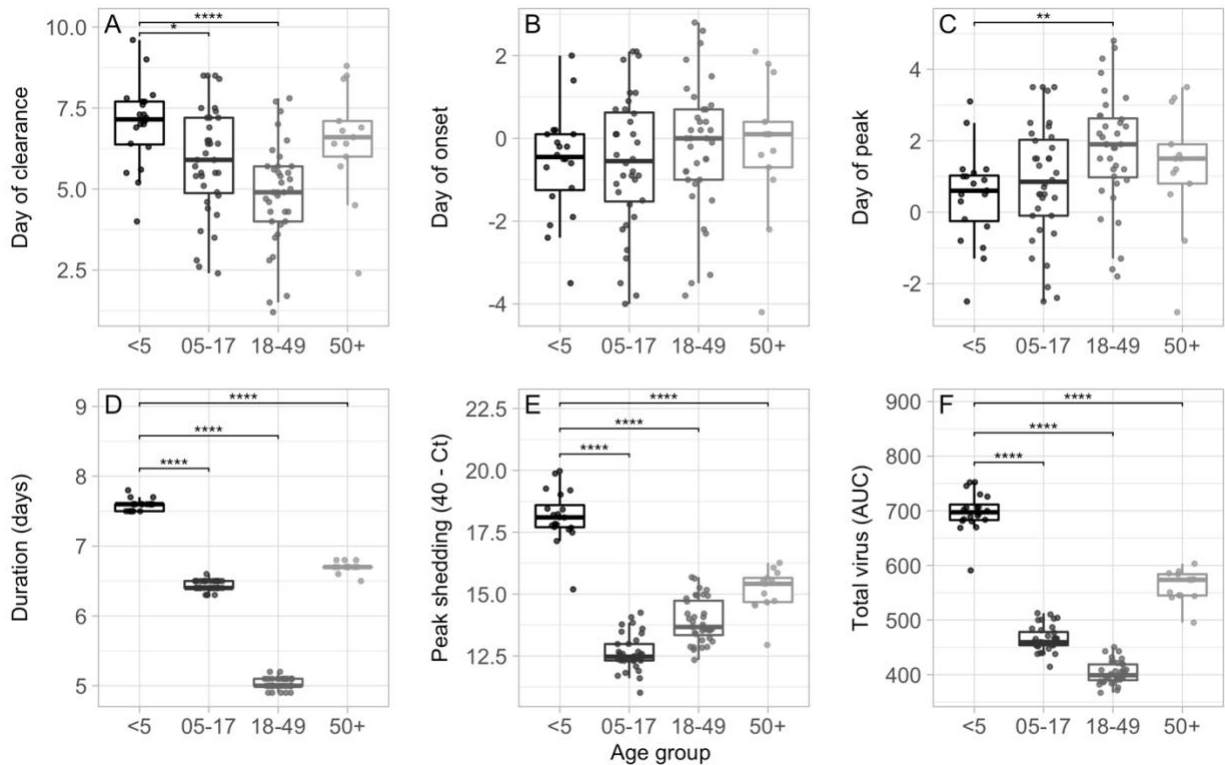 A
10.0
7.5
5.0
2.5
Day of clearance
****
*
<5 05-17 18-49 50+
B
2
0
-2
-4
Day of onset
<5 05-17 18-49 50+
C
4
2
0
-2
Day of peak
**
<5 05-17 18-49 50+
D
9
8
7
6
5
Duration (days)
****
****
****
<5 05-17 18-49 50+
E
22.5
20.0
17.5
15.0
12.5
Peak shedding (40 - Ct)
****
****
****
<5 05-17 18-49 50+
Age group
F
900
800
700
600
500
400
Total virus (AUC)
****
****
****
<5 05-17 18-49 50+